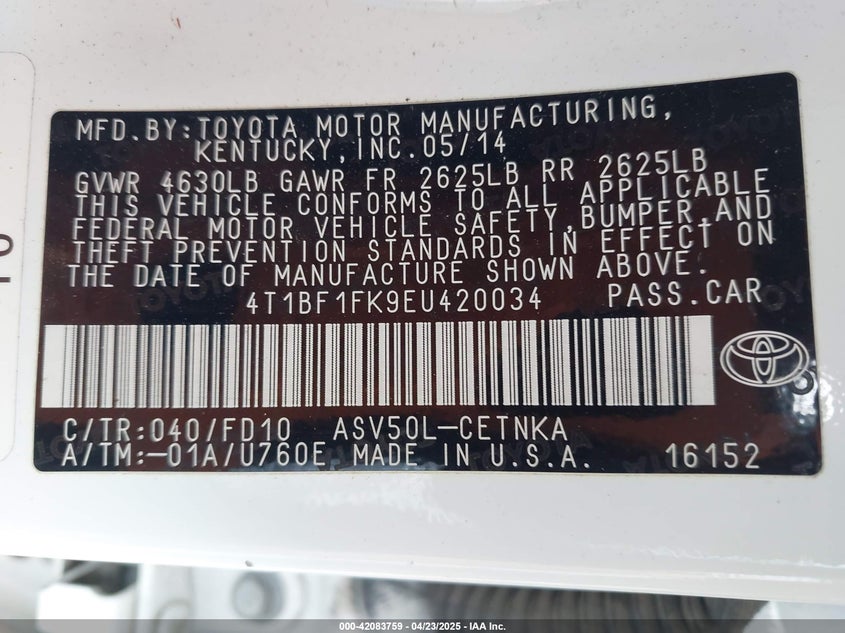 MFD.BY:TOYOTA MOTOR MANUFACTURING,
KENTUCKY,INC.05/14
GVWR 4630LB GAWR FR 2625LB RR 2625LB
THIS VEHICLE CONFORMS TO ALL APPLICABLE
FEDERAL MOTOR VEHICLE SAFETY,BUMPER,AND
THEFT PREVENTION STANDARDS IN EFFECT ON
THE DATE OF MANUFACTURE SHOWN ABOVE.
4T1BF1FK9EU420034 PASS.CAR
C/TR:040/FD10 ASV50L-CETNKA
A/TM:-01A/U760E MADE IN U.S.A. 16152
000-42083759 - 04/23/2025 - IAA Inc.